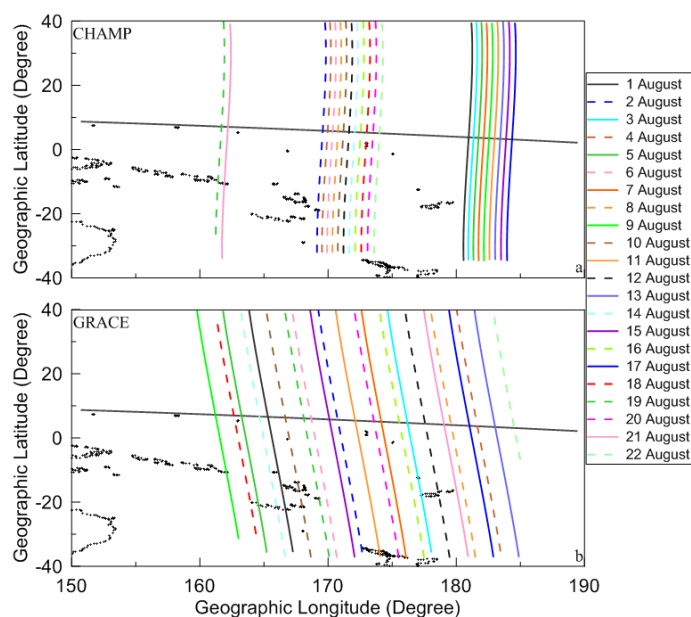 Geographic Latitude (Degree)
40
20
0
-20
-40
CHAMP
a
1 August
2 August
3 August
4 August
5 August
6 August
7 August
8 August
9 August
10 August
11 August
12 August
13 August
14 August
15 August
16 August
17 August
18 August
19 August
20 August
21 August
22 August
Geographic Latitude (Degree)
40
20
0
-20
-40
GRACE
b
150 160 170 180 190
Geographic Longitude (Degree)